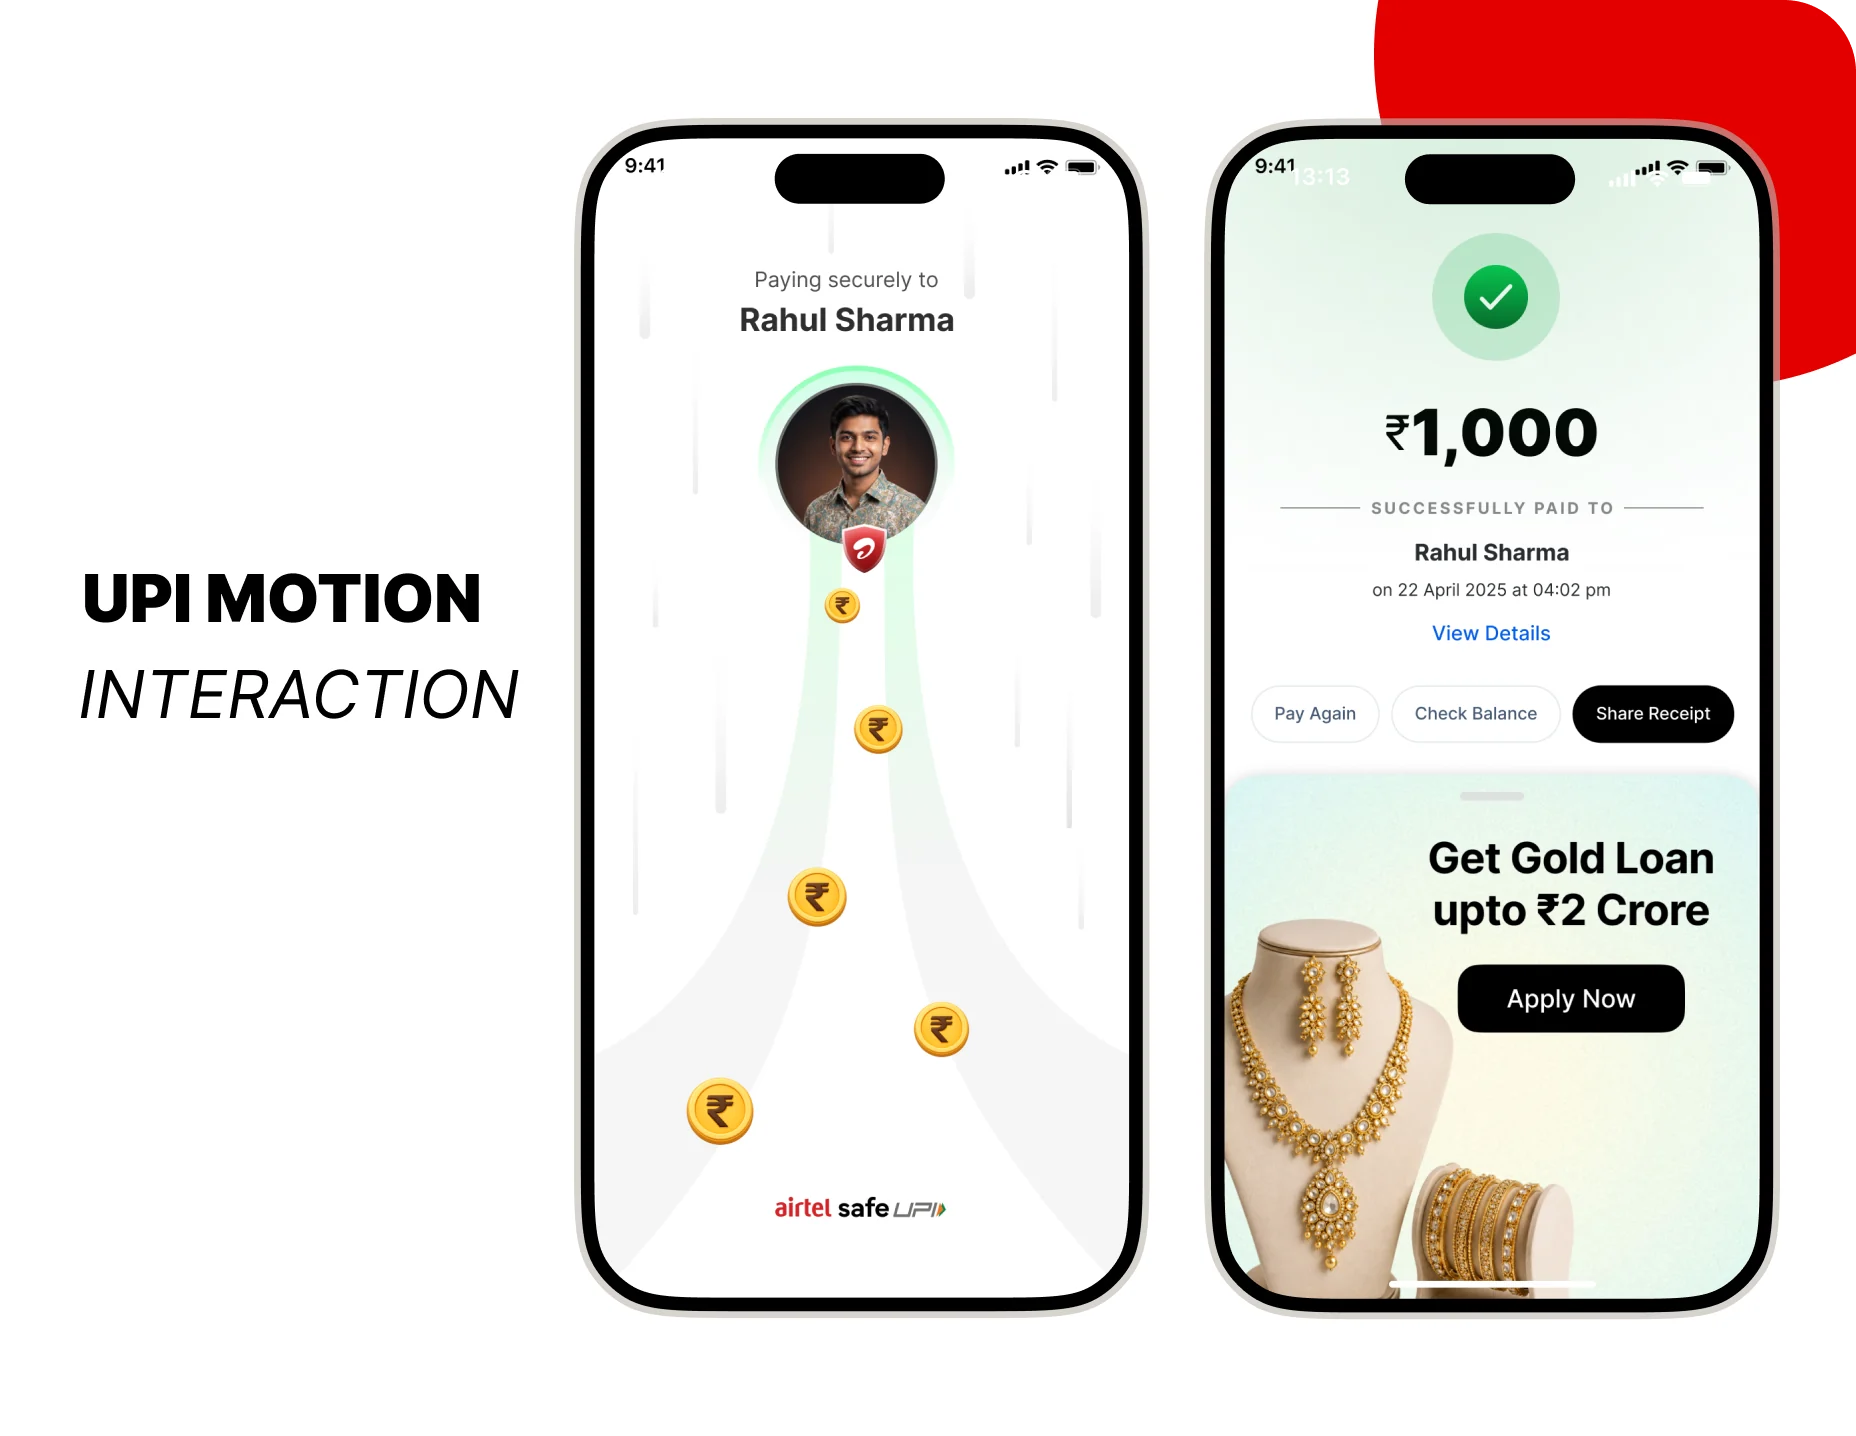 UPI MOTION
INTERACTION
9:41
Paying securely to
Rahul Sharma
₹
₹
₹
₹
₹
airtel safe UPI
9:41
13:13
₹1,000
SUCCESSFULLY PAID TO
Rahul Sharma
on 22 April 2025 at 04:02 pm
View Details
Pay Again
Check Balance
Share Receipt
Get Gold Loan
upto ₹2 Crore
Apply Now